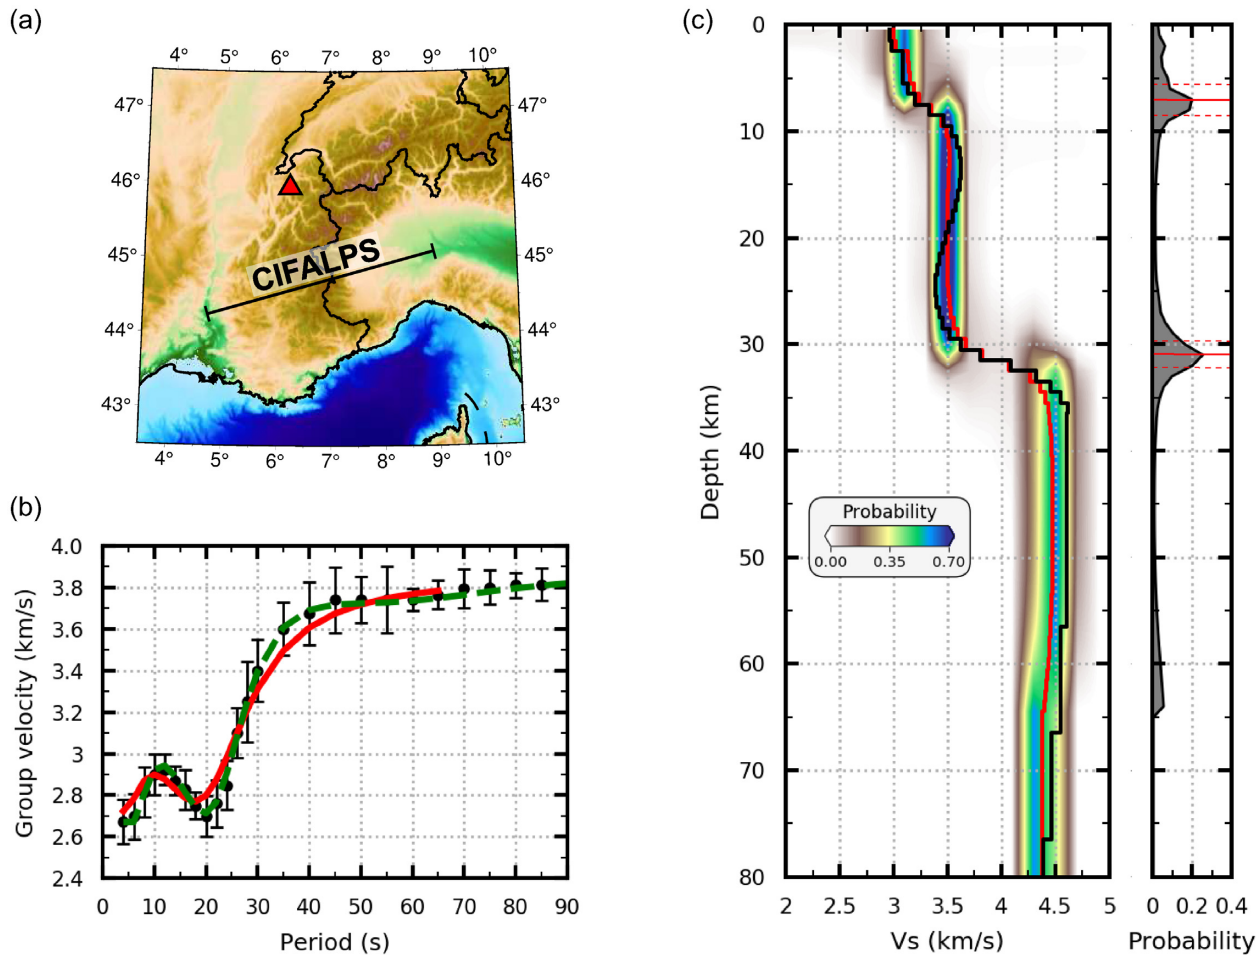 (a)
4° 5° 6° 7° 8° 9° 10°
47° 47°
46° 46°
45° 45°
44° 44°
43° 43°
CIFALPS
4° 5° 6° 7° 8° 9° 10°
(b)
4.0
3.8
3.6
3.4
3.2
3
2.8
2.6
2.4
Group velocity (km/s)
0 10 20 30 40 50 60 70 80 90
Period (s)
(c)
0
10
20
30
40
50
60
70
80
Depth (km)
Probability
0.00 0.35 0.70
2 2.5 3 3.5 4 4.5 5
Vs (km/s)
0 0.2 0.4
Probability